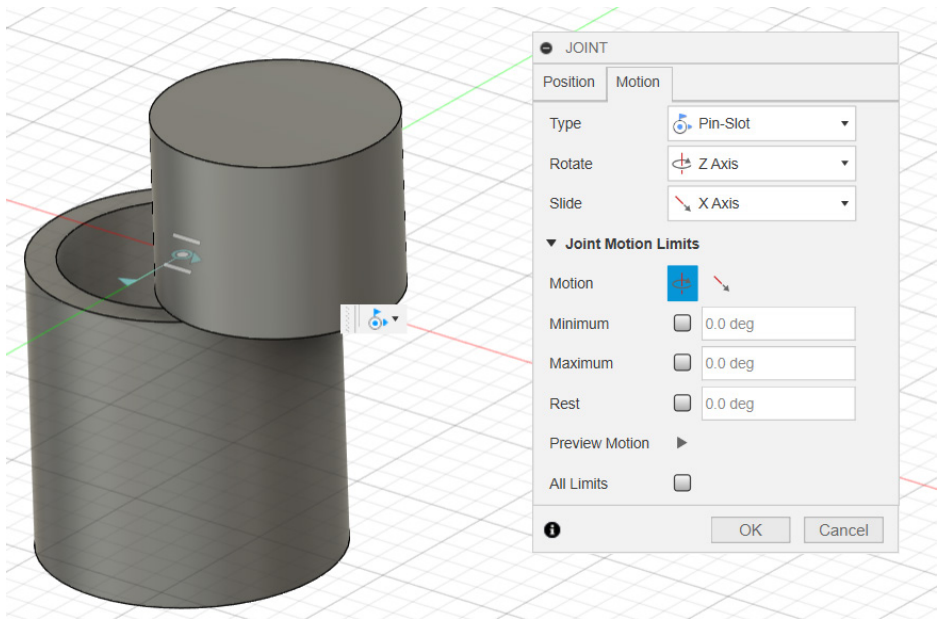 JOINT
Position Motion
Type Pin-Slot
Rotate Z Axis
Slide X Axis
Joint Motion Limits
Motion
Minimum 0.0 deg
Maximum 0.0 deg
Rest 0.0 deg
Preview Motion
All Limits
OK Cancel